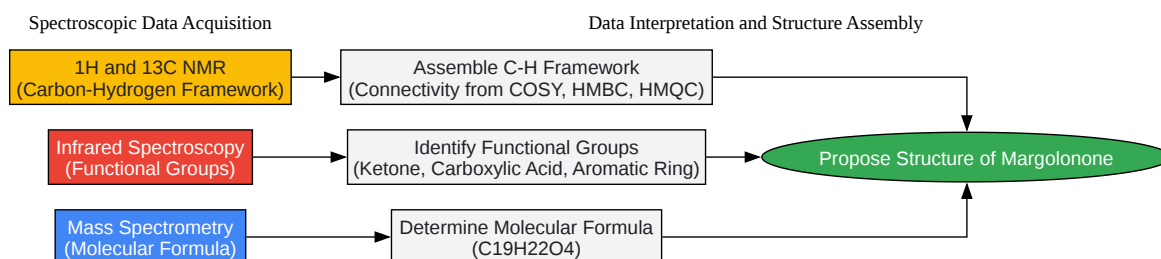 Spectroscopic Data Acquisition
Data Interpretation and Structure Assembly
1H and 13C NMR
(Carbon-Hydrogen Framework)
Assemble C-H Framework
(Connectivity from COSY, HMBC, HMQC)
Infrared Spectroscopy
(Functional Groups)
Identify Functional Groups
(Ketone, Carboxylic Acid, Aromatic Ring)
Propose Structure of Margolonone
Mass Spectrometry
(Molecular Formula)
Determine Molecular Formula
(C19H22O4)